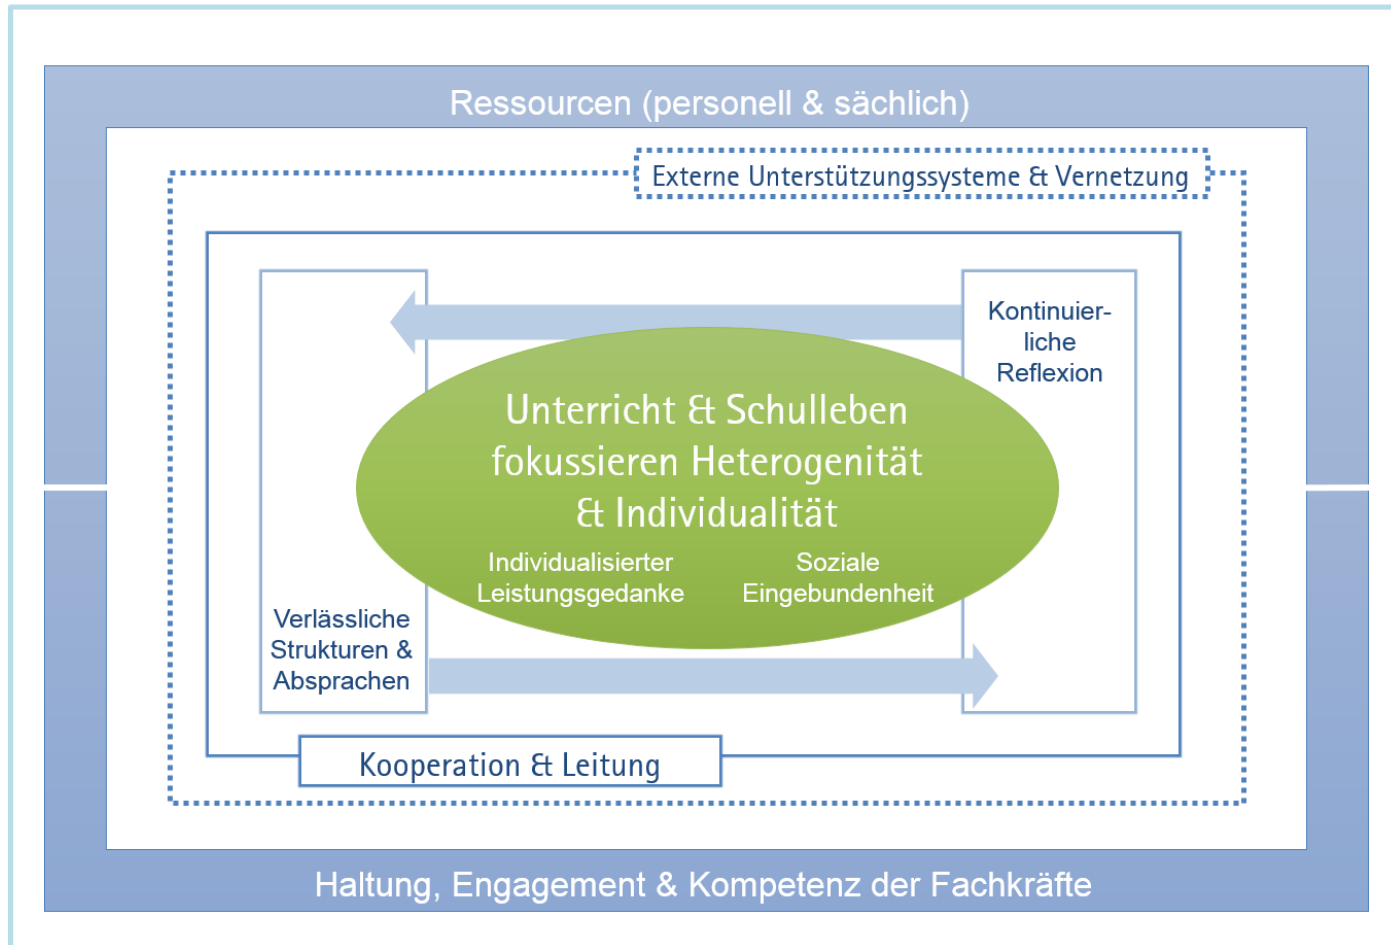 Ressourcen (personell & sächlich)
Externe Unterstützungssysteme & Vernetzung
Kontinuier-
liche
Reflexion
Unterricht & Schulleben
fokussieren Heterogenität
& Individualität
Individualisierter
Leistungsgedanke
Soziale
Eingebundenheit
Verlässliche
Strukturen &
Absprachen
Kooperation & Leitung
Haltung, Engagement & Kompetenz der Fachkräfte